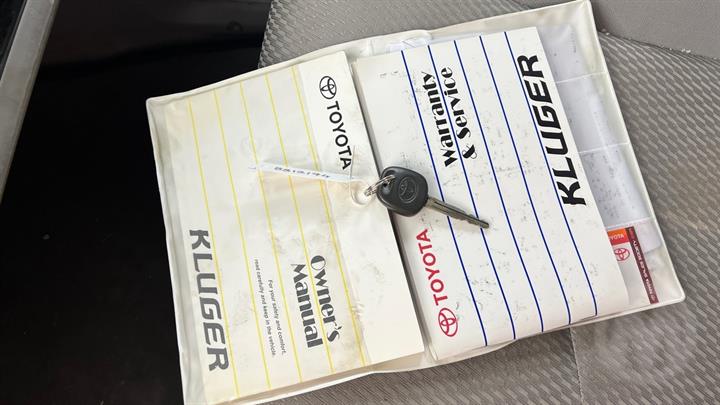 TOYOTA
KLUGER
Owner's
Manual
For your safety and comfort,
read carefully and keep in the vehicle.
KLUGER
Warranty
& Service
TOYOTA
TOYOTA